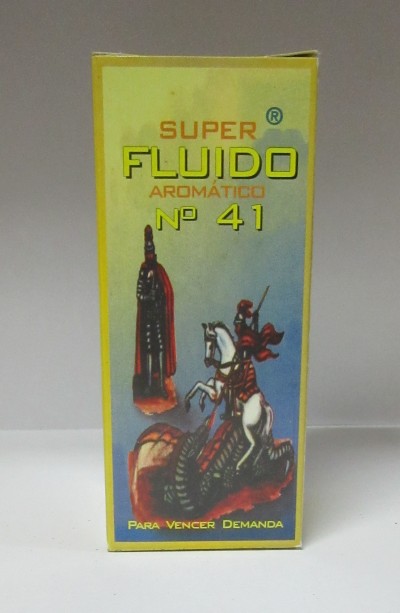 SUPER ®
FLUIDO
AROMÁTICO
Nº 41
PARA VENCER DEMANDA